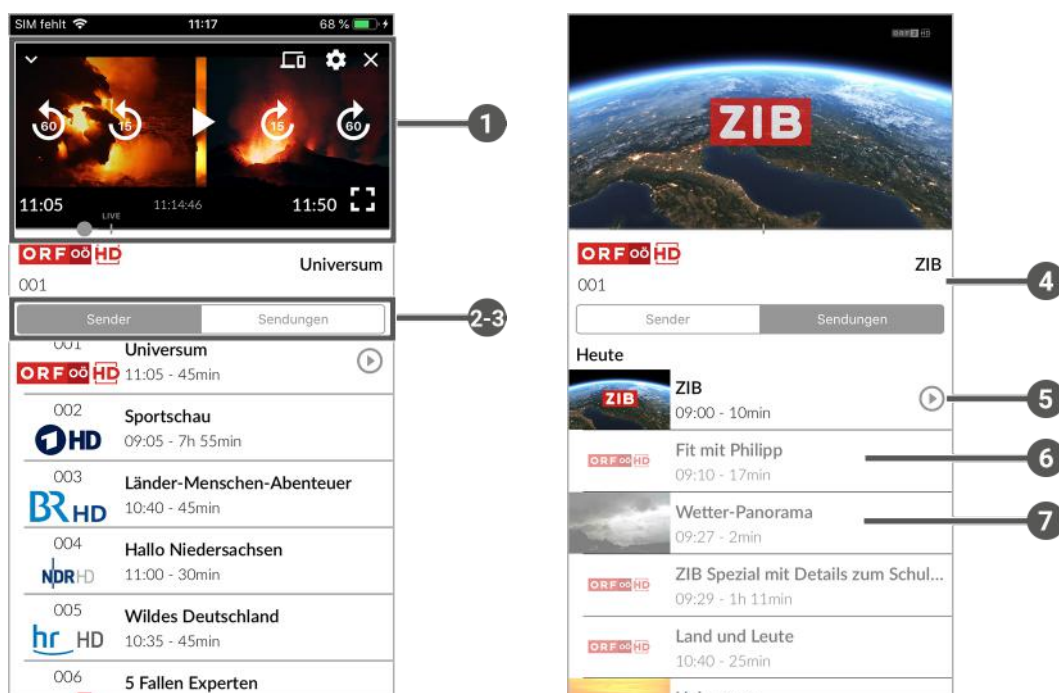 SIM fehlt 11:17 68 %
60 15 15 60
11:05 11:14:46 11:50
LIVE
ORF oö HD
Universum
001
Sender Sendungen
001
Universum
ORF oö HD 11:05 - 45min
002
Sportschau
1 HD 09:05 - 7h 55min
003
Länder-Menschen-Abenteuer
BR HD 10:40 - 45min
004
Hallo Niedersachsen
NDR HD 11:00 - 30min
005
Wildes Deutschland
hr HD 10:35 - 45min
006
5 Fallen Experten
1
2-3
ORF 2 HD
ZIB
ORF oö HD
ZIB
001
Sender Sendungen
Heute
ZIB
ZIB
09:00 - 10min
Fit mit Philipp
ORF oö HD
09:10 - 17min
Wetter-Panorama
09:27 - 2min
ZIB Spezial mit Details zum Schul...
ORF oö HD
09:29 - 1h 11min
Land und Leute
ORF oö HD
10:40 - 25min
4
5
6
7